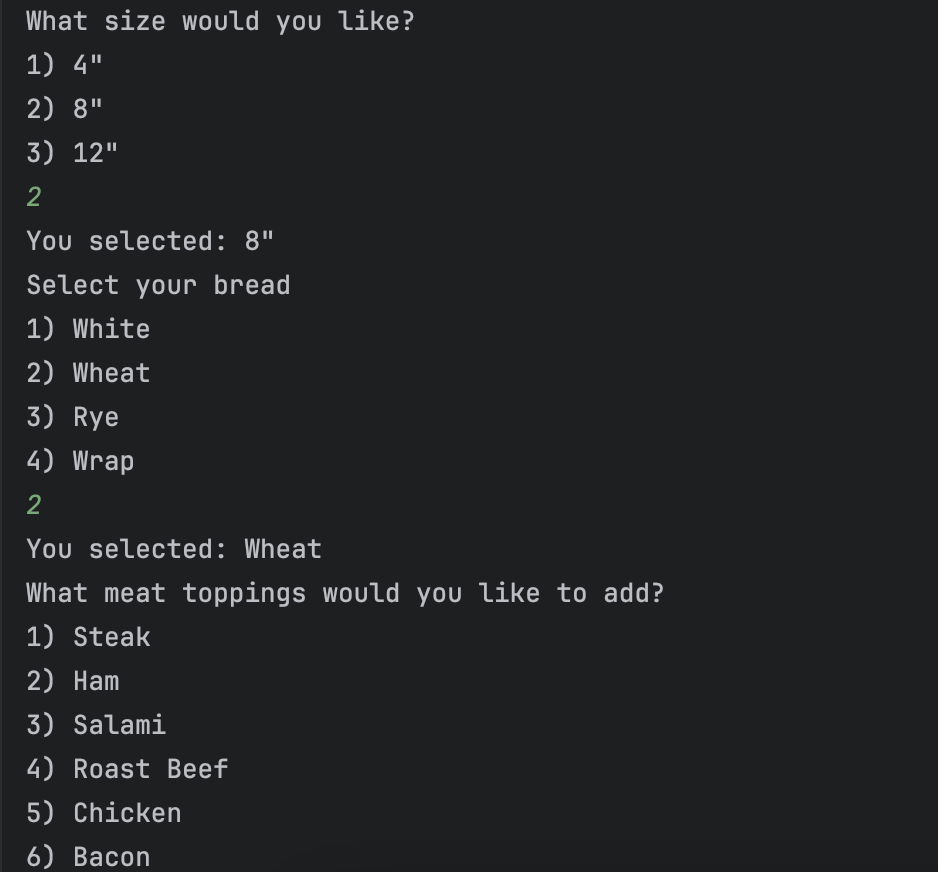 What size would you like?
1) 4"
2) 8"
3) 12"
2
You selected: 8"
Select your bread
1) White
2) Wheat
3) Rye
4) Wrap
2
You selected: Wheat
What meat toppings would you like to add?
1) Steak
2) Ham
3) Salami
4) Roast Beef
5) Chicken
6) Bacon